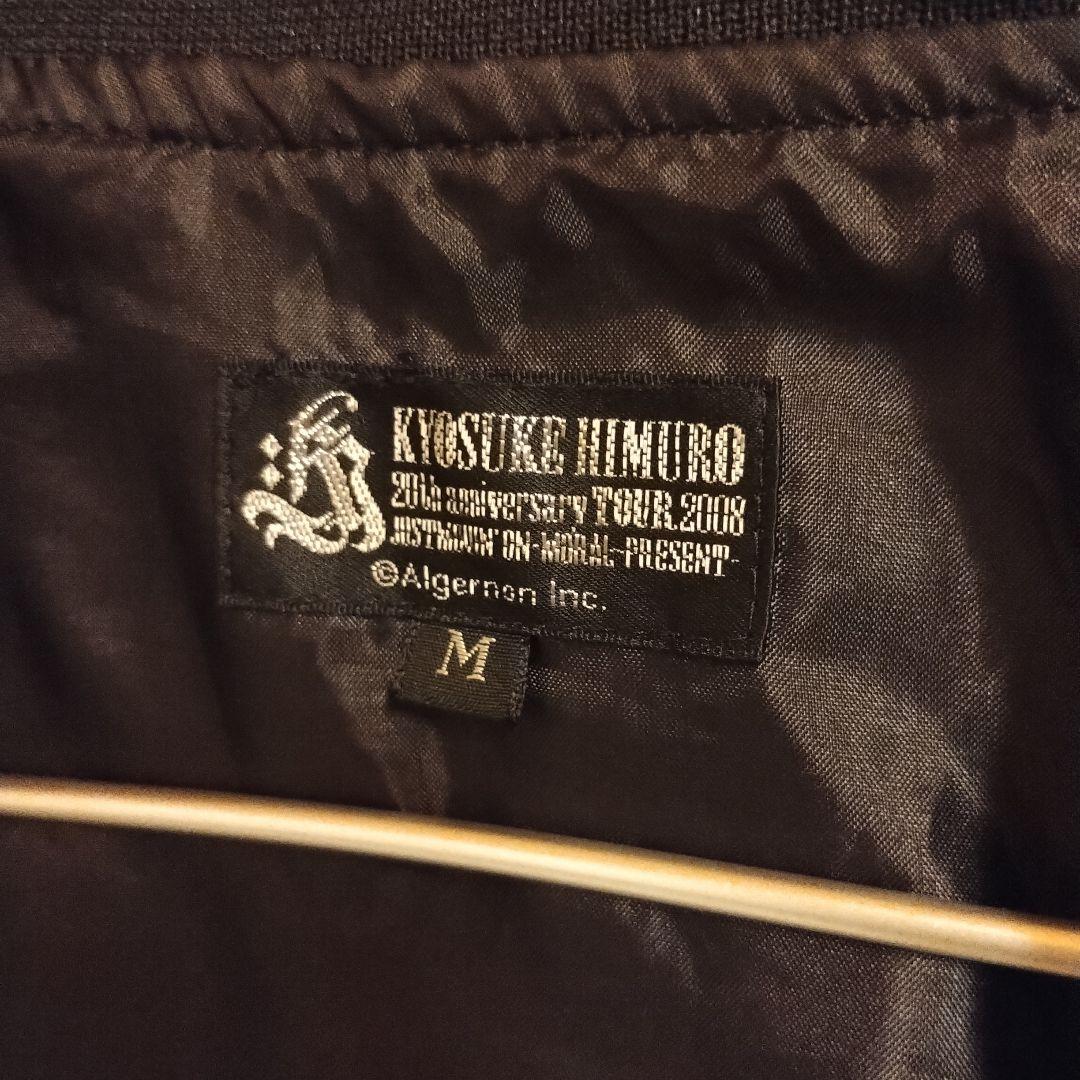 KYOSUKE HIMURO
20th anniversary TOUR 2008
JUST MOVIN' ON -MORAL~PRESENT-
©Algernon Inc.
M